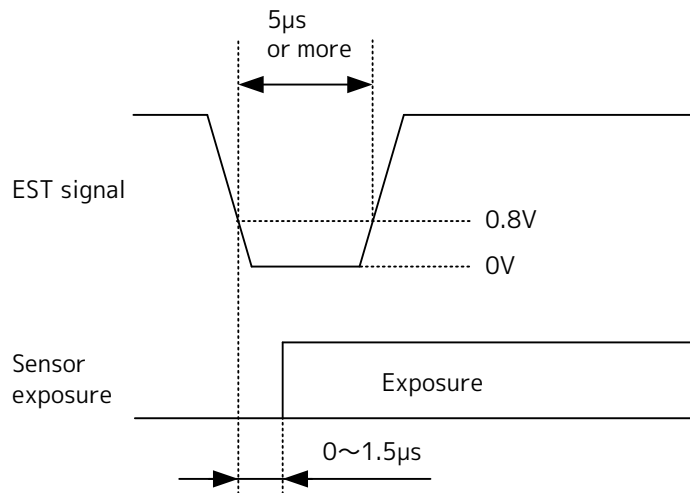 5µs
or more
EST signal
0.8V
0V
Sensor
exposure
Exposure
0～1.5µs